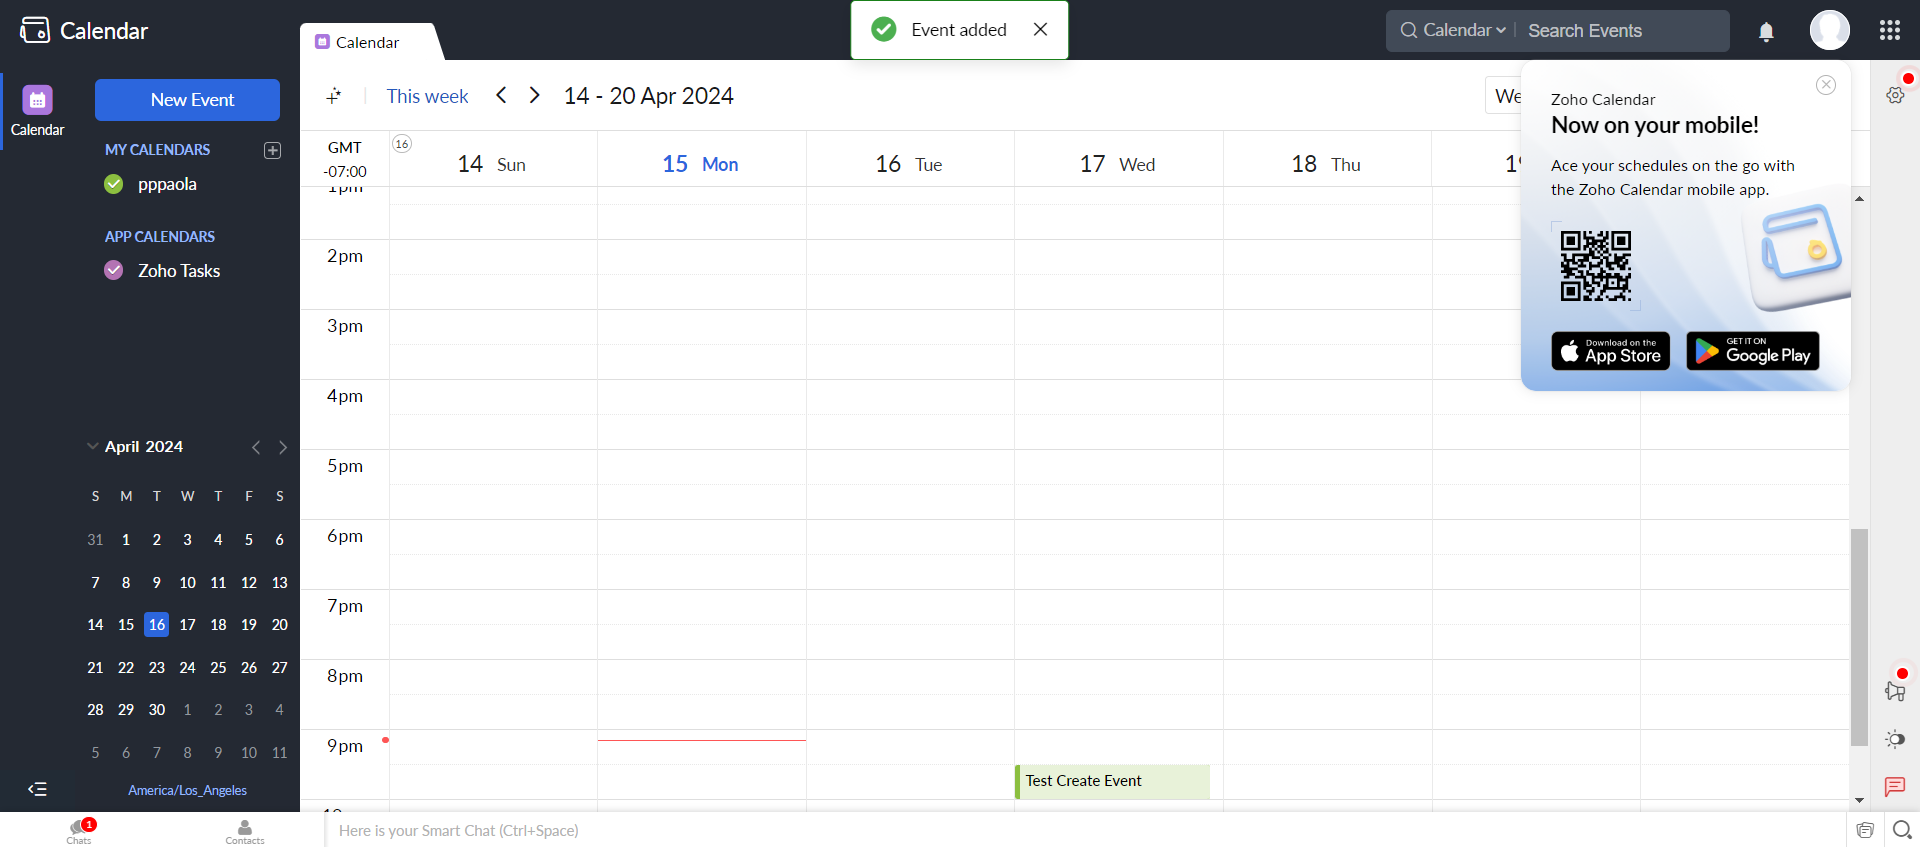 Calendar
Calendar
Event added
Calendar
Search Events
Calendar
New Event
MY CALENDARS
pppaola
APP CALENDARS
Zoho Tasks
This week
14 - 20 Apr 2024
We
GMT
-07:00
16
14 Sun
15 Mon
16 Tue
17 Wed
18 Thu
1pm
2pm
3pm
4pm
5pm
6pm
7pm
8pm
9pm
Test Create Event
Zoho Calendar
Now on your mobile!
Ace your schedules on the go with
the Zoho Calendar mobile app.
Download on the
App Store
GET IT ON
Google Play
April 2024
S M T W T F S
31 1 2 3 4 5 6
7 8 9 10 11 12 13
14 15 16 17 18 19 20
21 22 23 24 25 26 27
28 29 30 1 2 3 4
5 6 7 8 9 10 11
America/Los_Angeles
1
Chats
Contacts
Here is your Smart Chat (Ctrl+Space)